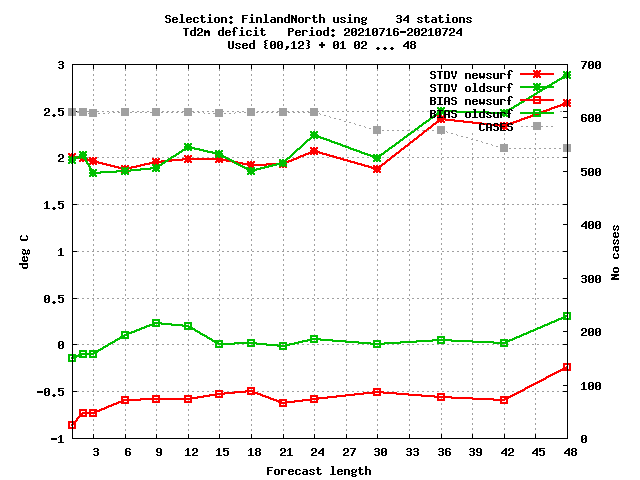 Selection: FinlandNorth using    34 stations
Td2m deficit   Period: 20210716-20210724
Used {00,12} + 01 02 ... 48
STDV newsurf
STDV oldsurf
BIAS newsurf
BIAS oldsurf
CASES
3
2.5
2
1.5
1
0.5
0
-0.5
-1
deg C
700
600
500
400
300
200
100
0
No cases
3 6 9 12 15 18 21 24 27 30 33 36 39 42 45 48
Forecast length